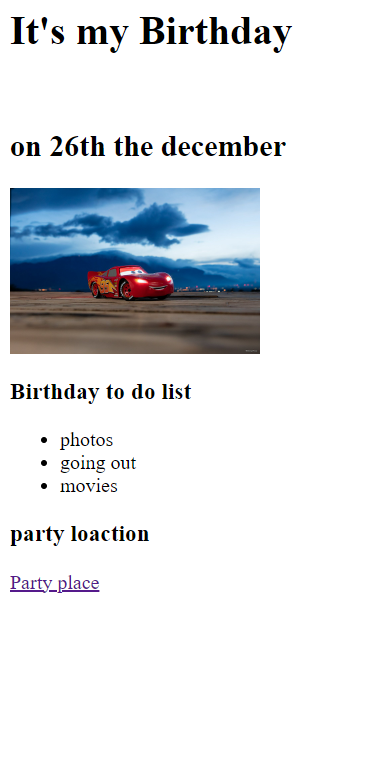 It's my Birthday
on 26th the december
Birthday to do list
photos
going out
movies
party loaction
Party place